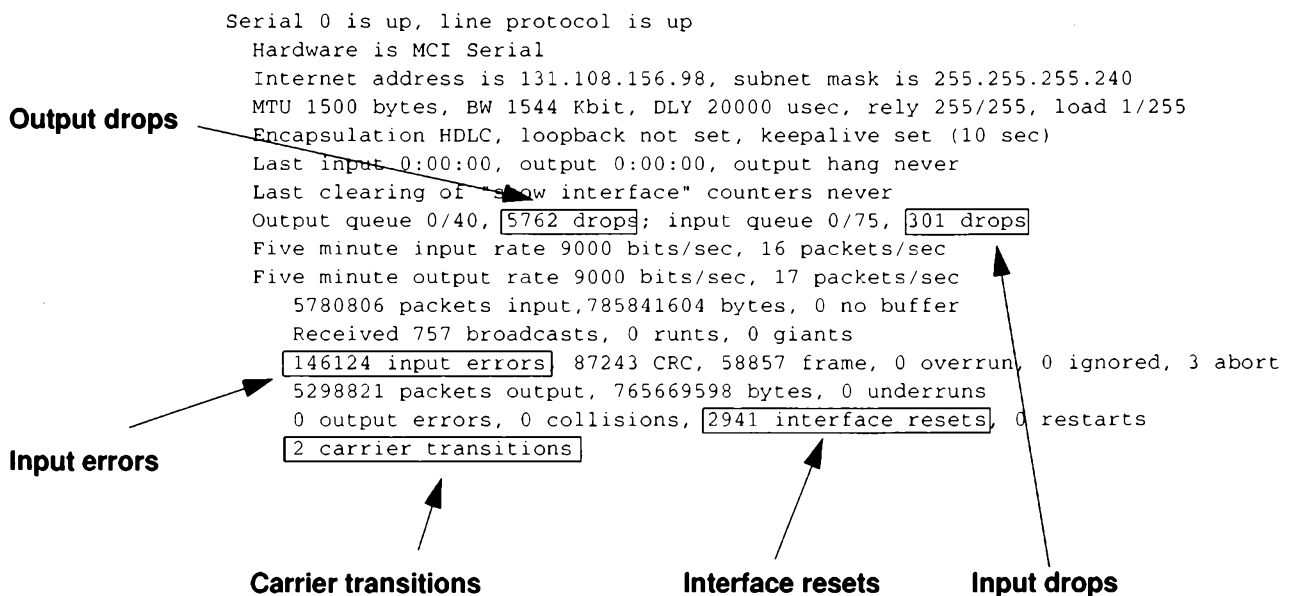 Serial 0 is up, line protocol is up
Hardware is MCI Serial
Internet address is 131.108.156.98, subnet mask is 255.255.255.240
MTU 1500 bytes, BW 1544 Kbit, DLY 20000 usec, rely 255/255, load 1/255
Output drops
Encapsulation HDLC, loopback not set, keepalive set (10 sec)
Last input 0:00:00, output 0:00:00, output hang never
Last clearing of "show interface" counters never
Output queue 0/40, 5762 drops; input queue 0/75, 301 drops
Five minute input rate 9000 bits/sec, 16 packets/sec
Five minute output rate 9000 bits/sec, 17 packets/sec
5780806 packets input,785841604 bytes, 0 no buffer
Received 757 broadcasts, 0 runts, 0 giants
146124 input errors, 87243 CRC, 58857 frame, 0 overrun, 0 ignored, 3 abort
5298821 packets output, 765669598 bytes, 0 underruns
0 output errors, 0 collisions, 2941 interface resets, 0 restarts
2 carrier transitions
Input errors
Carrier transitions Interface resets Input drops